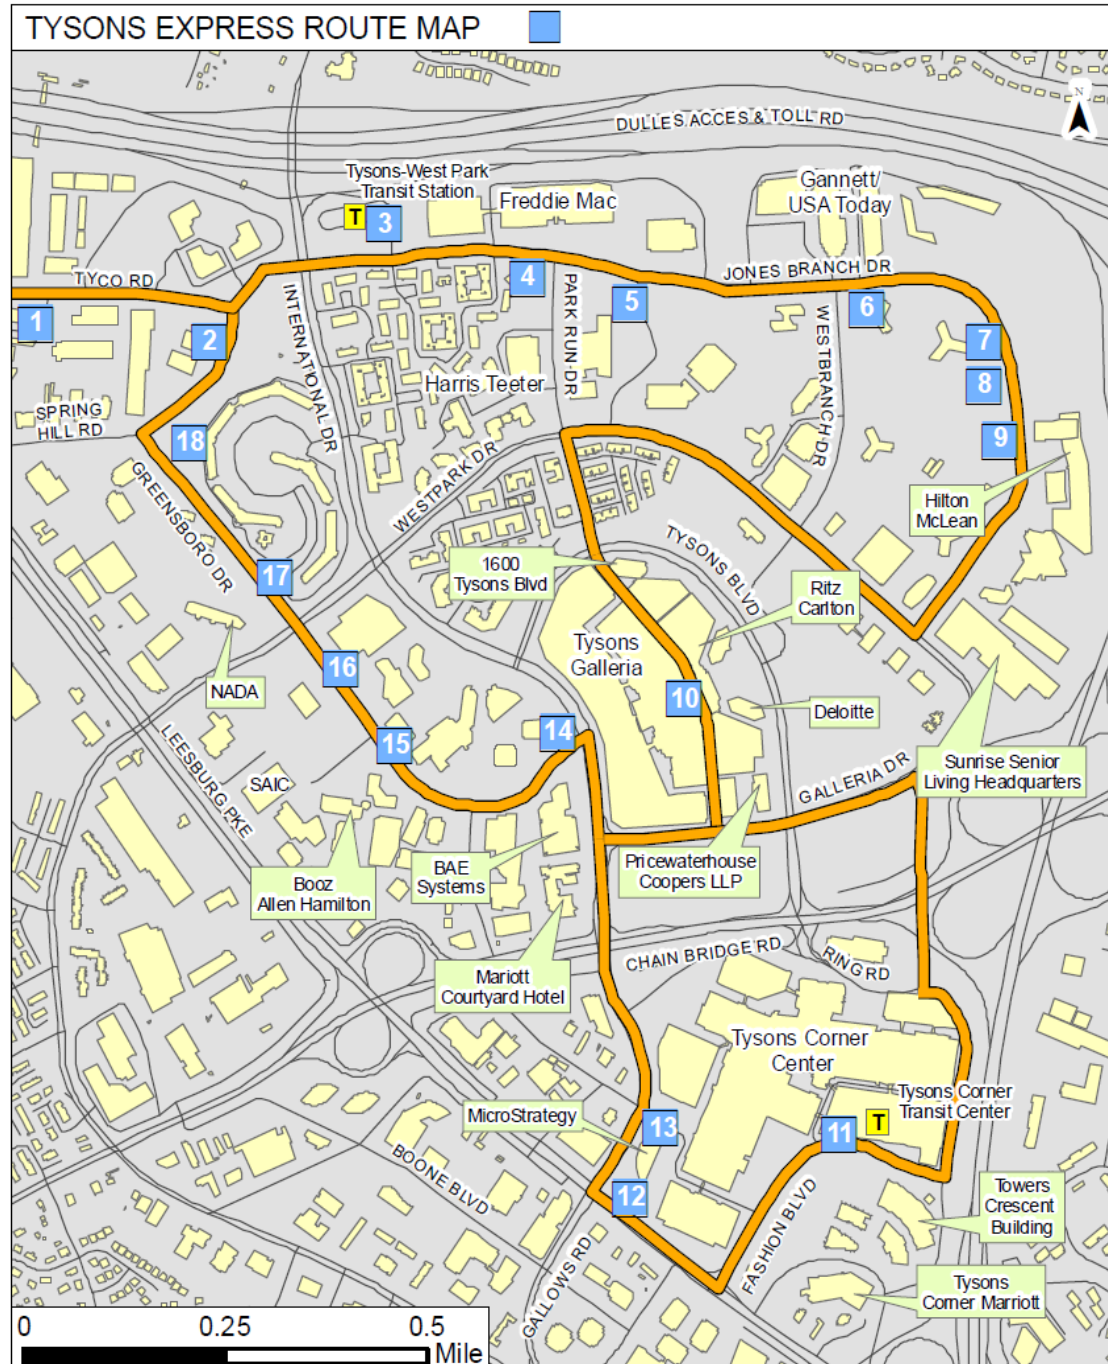 TYSONS EXPRESS ROUTE MAP
N
DULLES ACCES & TOLL RD
Tysons-West Park
Transit Station
T
3
Freddie Mac
Gannett/
USA Today
TYCO RD
JONES BRANCH DR
4
5
6
1
2
7
8
9
INTERNATIONAL DR
PARK RUN DR
WESTBRANCH DR
Harris Teeter
SPRING
HILL RD
18
WESTPARK DR
GREENSBORO DR
Hilton
McLean
1600
Tysons Blvd
TYSONS BLVD
Ritz
Carlton
17
Tysons
Galleria
16
NADA
10
Deloitte
15
14
LEESBURG PKE
SAIC
GALLERIA DR
Sunrise Senior
Living Headquarters
BAE
Systems
Pricewaterhouse
Coopers LLP
Booz
Allen Hamilton
CHAIN BRIDGE RD
RING RD
Mariott
Courtyard Hotel
Tysons Corner
Center
Tysons Corner
Transit Center
T
11
MicroStrategy
13
12
BOONE BLVD
GALLOWS RD
FASHION BLVD
Towers
Crescent
Building
Tysons
Corner Marriott
0 0.25 0.5
Mile